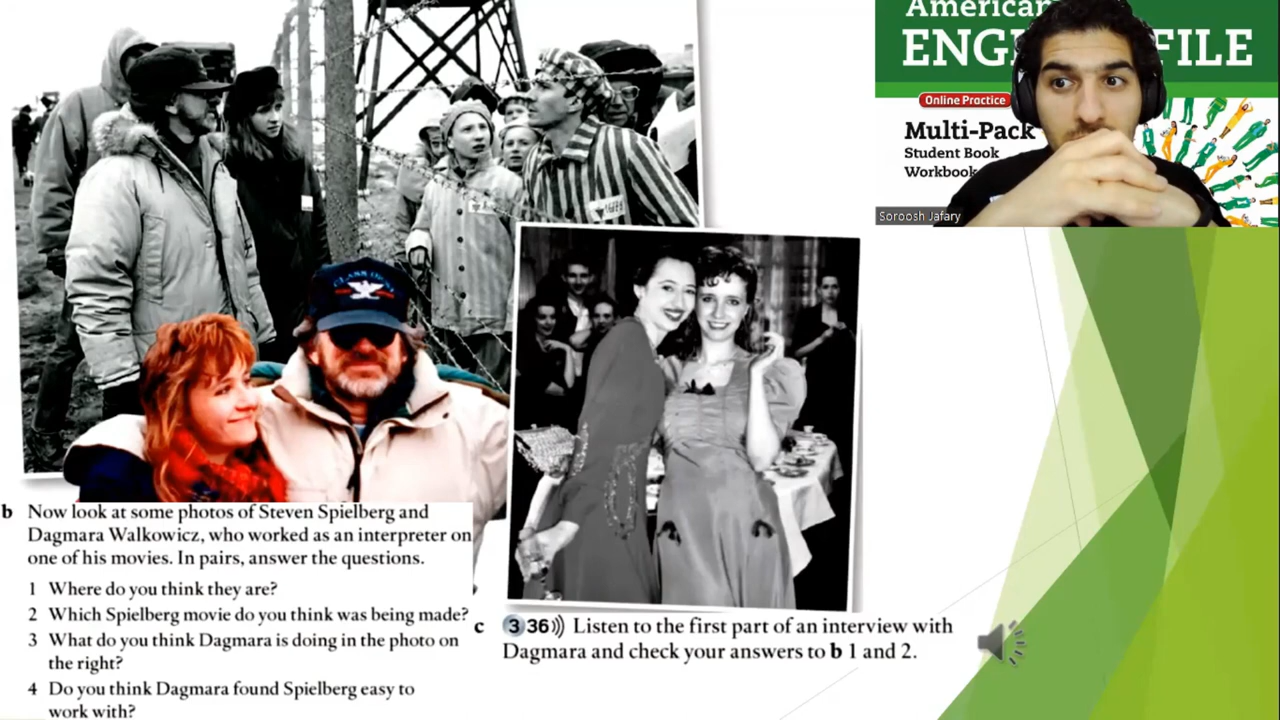 American
ENG FILE
Online Practice
Multi-Pack
Student Book
Workbook
Soroosh Jafary
CLASS OF
b Now look at some photos of Steven Spielberg and
Dagmara Walkowicz, who worked as an interpreter on
one of his movies. In pairs, answer the questions.
1 Where do you think they are?
2 Which Spielberg movie do you think was being made?
3 What do you think Dagmara is doing in the photo on
the right?
4 Do you think Dagmara found Spielberg easy to
work with?
c 3 36 Listen to the first part of an interview with
Dagmara and check your answers to b 1 and 2.